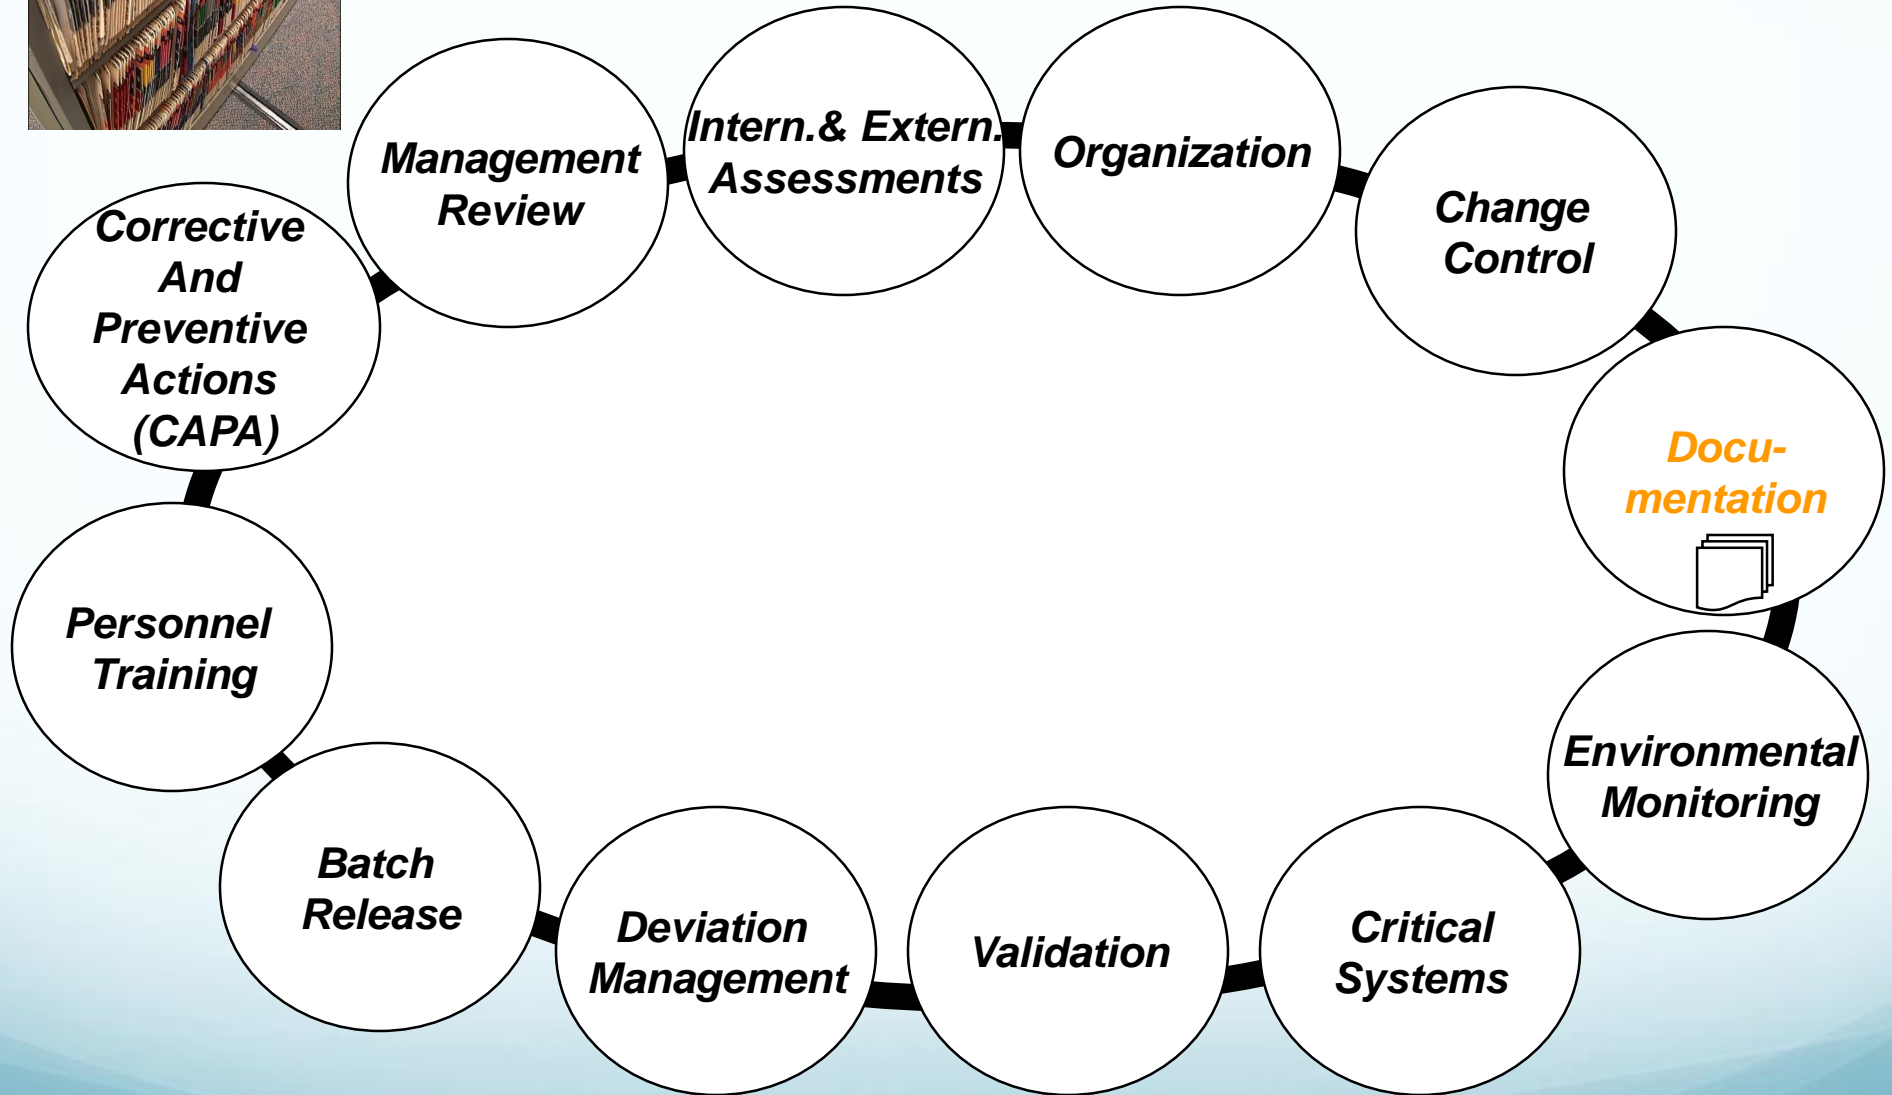 Management
Review
Intern.& Extern.
Assessments
Organization
Change
Control
Docu-
mentation
Environmental
Monitoring
Critical
Systems
Validation
Deviation
Management
Batch
Release
Personnel
Training
Corrective
And
Preventive
Actions
(CAPA)